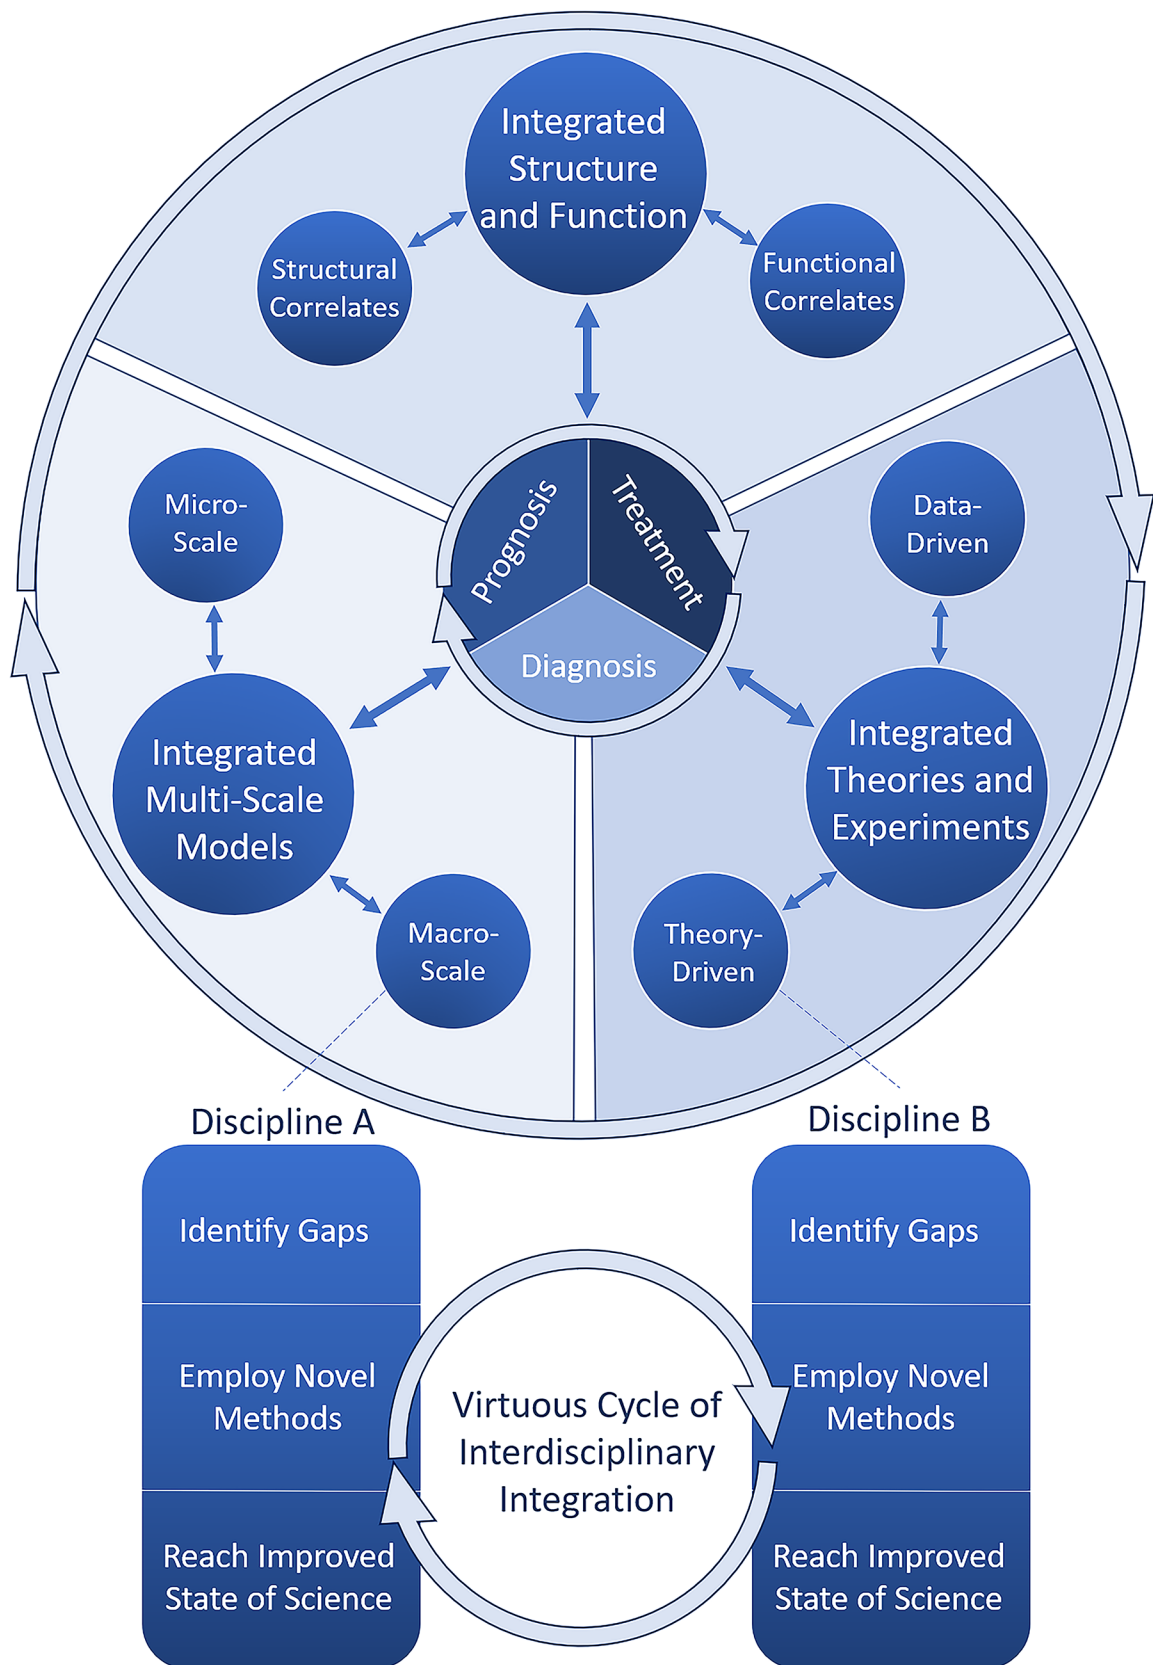 Integrated
Structure
and Function
Structural
Correlates
Functional
Correlates
Micro-
Scale
Data-
Driven
Prognosis
Treatment
Diagnosis
Integrated
Multi-Scale
Models
Integrated
Theories and
Experiments
Macro-
Scale
Theory-
Driven
Discipline A
Discipline B
Identify Gaps
Employ Novel
Methods
Reach Improved
State of Science
Virtuous Cycle of
Interdisciplinary
Integration
Identify Gaps
Employ Novel
Methods
Reach Improved
State of Science